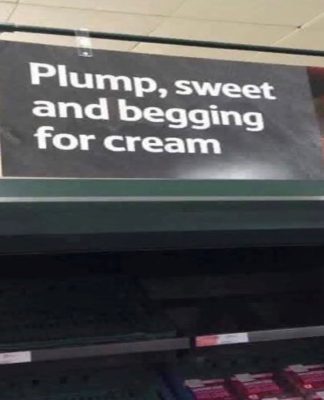 Plump, sweet
and begging
for cream